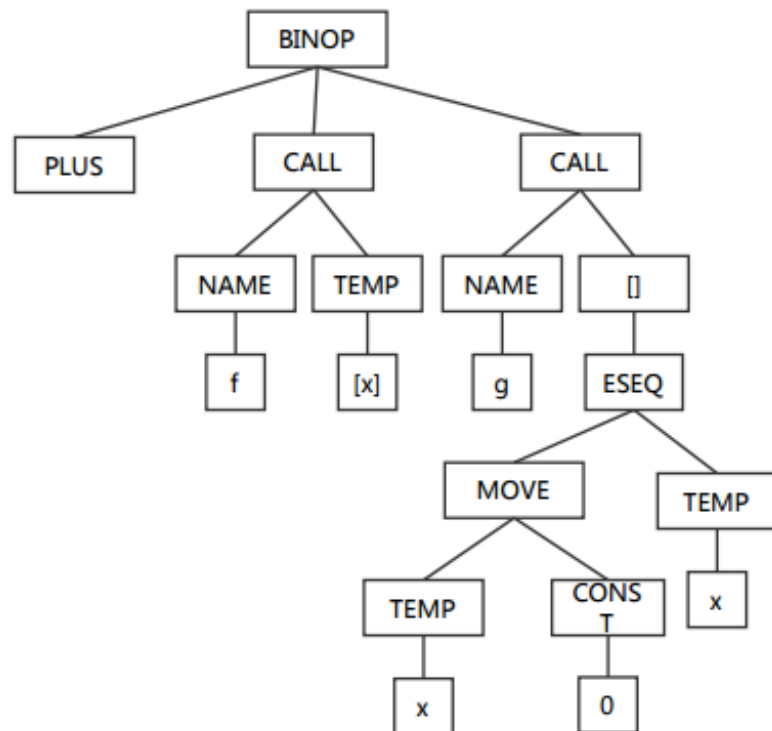 BINOP
PLUS
CALL
CALL
NAME
TEMP
NAME
[]
f
[x]
g
ESEQ
MOVE
TEMP
TEMP
CONS
T
x
x
0